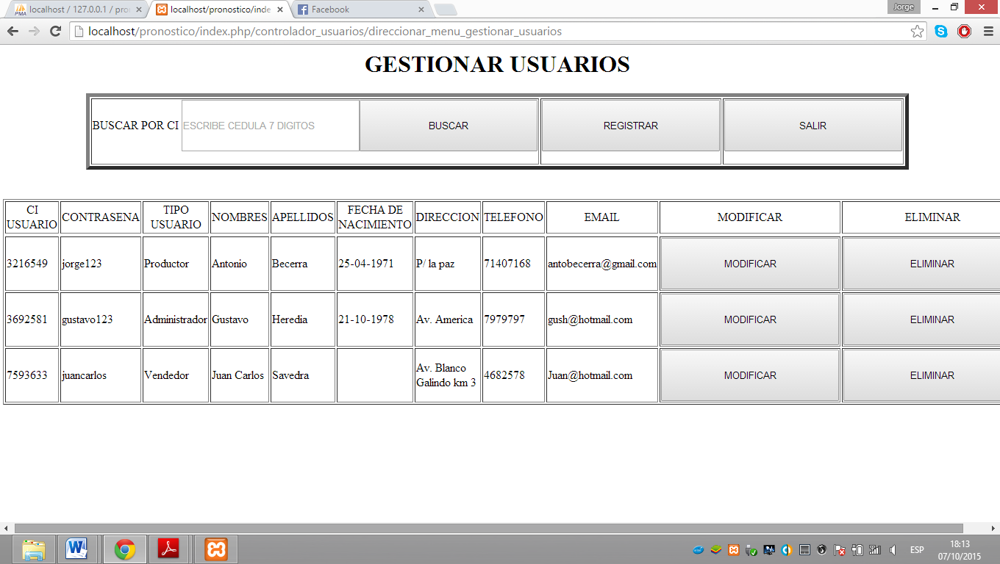 localhost / 127.0.0.1 / pro
localhost/pronostico/inde
Facebook
Jorge
localhost/pronostico/index.php/controlador_usuarios/direccionar_menu_gestionar_usuarios
GESTIONAR USUARIOS
BUSCAR POR CI ESCRIBE CEDULA 7 DIGITOS BUSCAR REGISTRAR SALIR
CI USUARIO CONTRASENA TIPO USUARIO NOMBRES APELLIDOS FECHA DE NACIMIENTO DIRECCION TELEFONO EMAIL MODIFICAR ELIMINAR
3216549 jorge123 Productor Antonio Becerra 25-04-1971 P/ la paz 71407168 antobecerra@gmail.com MODIFICAR ELIMINAR
3692581 gustavo123 Administrador Gustavo Heredia 21-10-1978 Av. America 7979797 gush@hotmail.com MODIFICAR ELIMINAR
7593633 juancarlos Vendedor Juan Carlos Savedra Av. Blanco Galindo km 3 4682578 Juan@hotmail.com MODIFICAR ELIMINAR
ESP
18:13
07/10/2015